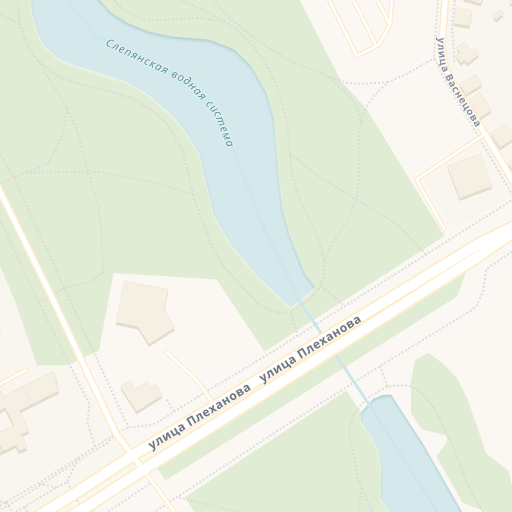 Слепянская водная система
улица Васнецова
улица Плеханова
улица Плеханова